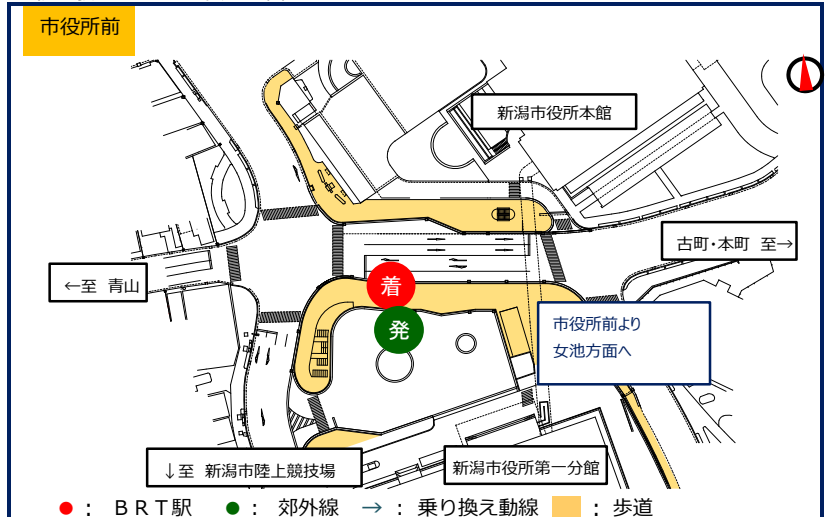 市役所前
新潟市役所本館
古町・本町 至→
←至 青山
着
発
市役所前より
女池方面へ
↓至 新潟市陸上競技場
新潟市役所第一分館
●： ＢＲＴ駅 ●： 郊外線 →： 乗り換え動線 ： 歩道